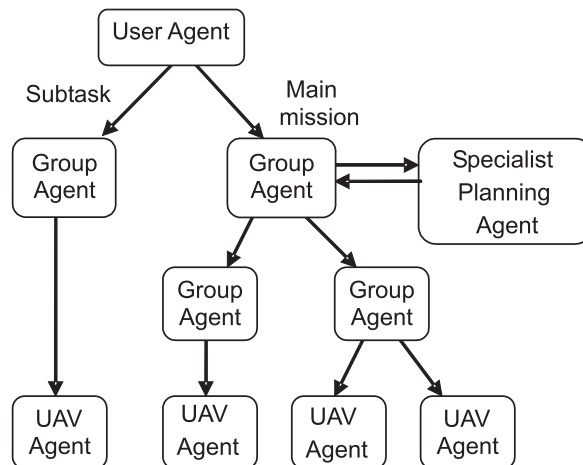 User Agent
Subtask
Main
mission
Group
Agent
Group
Agent
Specialist
Planning
Agent
Group
Agent
Group
Agent
UAV
Agent
UAV
Agent
UAV
Agent
UAV
Agent